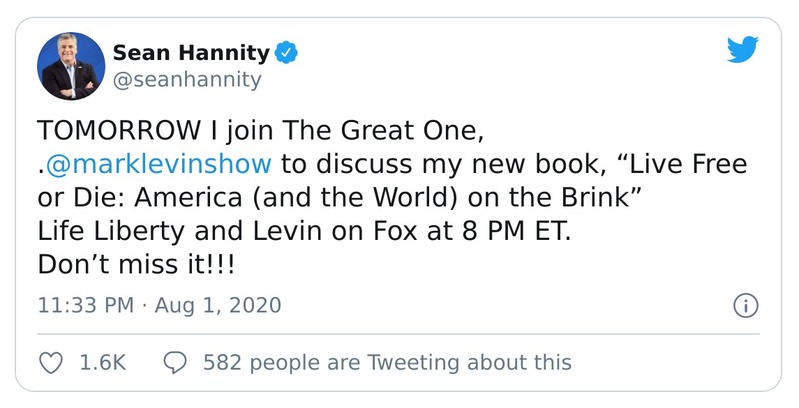 Sean Hannity
@seanhannity
TOMORROW I join The Great One,
.@marklevinshow to discuss my new book, “Live Free
or Die: America (and the World) on the Brink”
Life Liberty and Levin on Fox at 8 PM ET.
Don’t miss it!!!
11:33 PM · Aug 1, 2020
1.6K 582 people are Tweeting about this